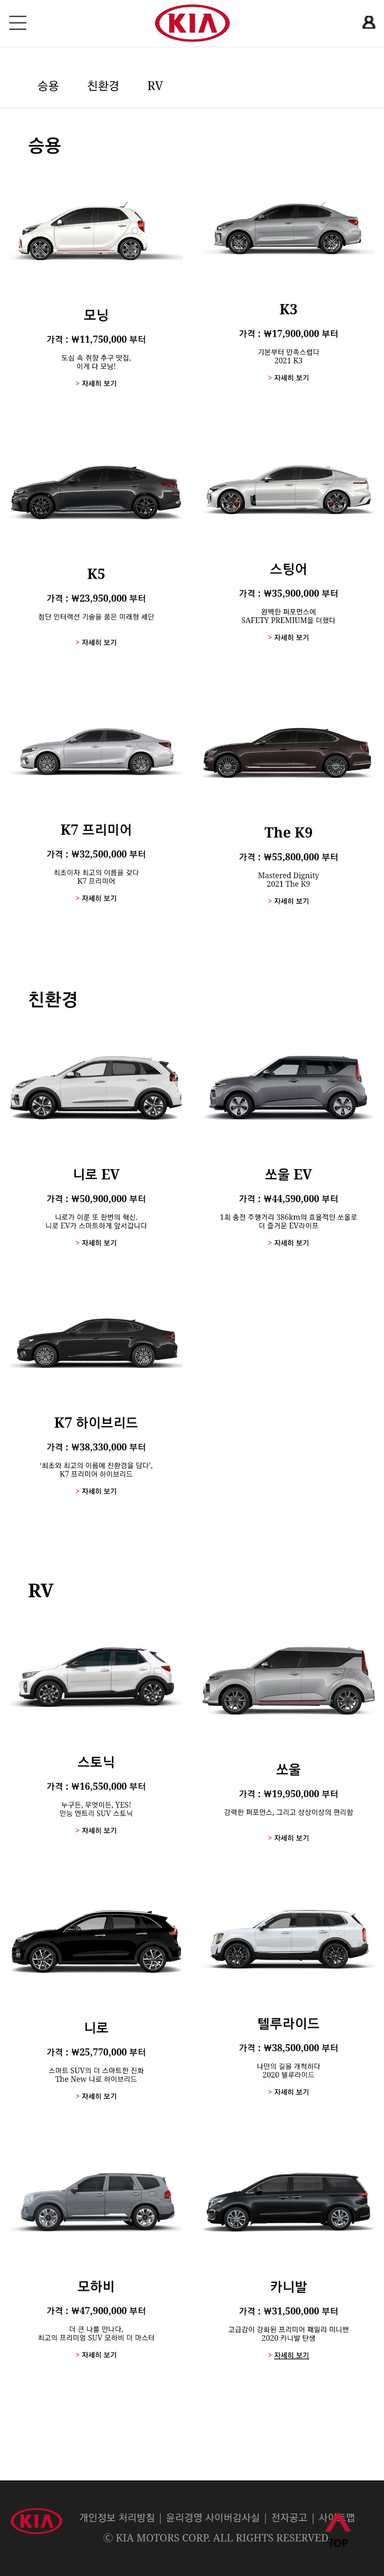 KIA
승용 친환경 RV
승용
모닝
가격 : ₩11,750,000 부터
도심 속 취향 추구 맛집,
이게 다 모닝!
> 자세히 보기
K3
가격 : ₩17,900,000 부터
기본부터 만족스럽다
2021 K3
> 자세히 보기
K5
가격 : ₩23,950,000 부터
첨단 인터랙션 기술을 품은 미래형 세단
> 자세히 보기
스팅어
가격 : ₩35,900,000 부터
완벽한 퍼포먼스에
SAFETY PREMIUM을 더했다
> 자세히 보기
K7 프리미어
가격 : ₩32,500,000 부터
최초이자 최고의 이름을 갖다
K7 프리미어
> 자세히 보기
The K9
가격 : ₩55,800,000 부터
Mastered Dignity
2021 The K9
> 자세히 보기
친환경
니로 EV
가격 : ₩50,900,000 부터
니로가 이룬 또 한번의 혁신.
니로 EV가 스마트하게 앞서갑니다
> 자세히 보기
쏘울 EV
가격 : ₩44,590,000 부터
1회 충전 주행거리 386km의 효율적인 쏘울로
더 즐거운 EV라이프
> 자세히 보기
K7 하이브리드
가격 : ₩38,330,000 부터
'최초와 최고의 이름에 친환경을 담다',
K7 프리미어 하이브리드
> 자세히 보기
RV
스토닉
가격 : ₩16,550,000 부터
누구든, 무엇이든, YES!
만능 엔트리 SUV 스토닉
> 자세히 보기
쏘울
가격 : ₩19,950,000 부터
강력한 퍼포먼스, 그리고 상상이상의 편리함
> 자세히 보기
니로
가격 : ₩25,770,000 부터
스마트 SUV의 더 스마트한 진화
The New 니로 하이브리드
> 자세히 보기
텔루라이드
가격 : ₩38,500,000 부터
나만의 길을 개척하다
2020 텔루라이드
> 자세히 보기
모하비
가격 : ₩47,900,000 부터
더 큰 나를 만나다,
최고의 프리미엄 SUV 모하비 더 마스터
> 자세히 보기
카니발
가격 : ₩31,500,000 부터
고급감이 강화된 프리미어 패밀리 미니밴
2020 카니발 탄생
> 자세히 보기
KIA
개인정보 처리방침 | 윤리경영 사이버감사실 | 전자공고 | 사이트맵
© KIA MOTORS CORP. ALL RIGHTS RESERVED
TOP